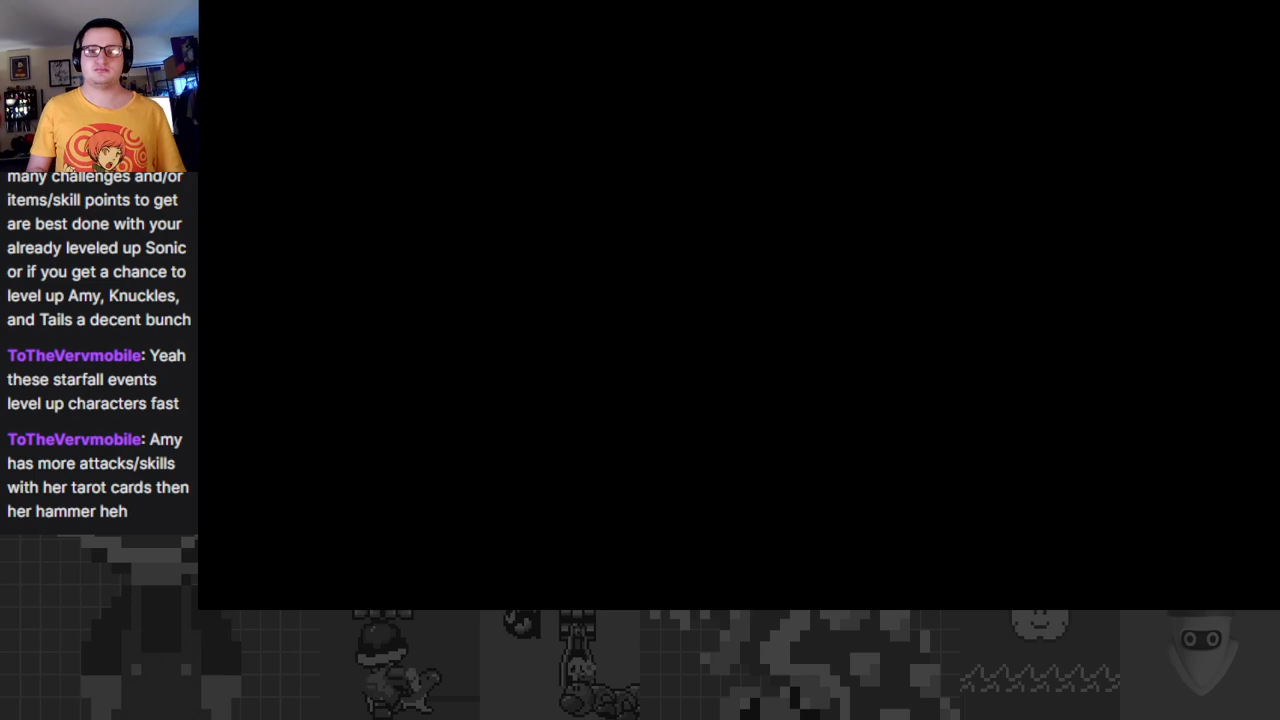 many challenges and/or
items/skill points to get
are best done with your
already leveled up Sonic
or if you get a chance to
level up Amy, Knuckles,
and Tails a decent bunch
ToTheVervmobile: Yeah
these starfall events
level up characters fast
ToTheVervmobile: Amy
has more attacks/skills
with her tarot cards then
her hammer heh